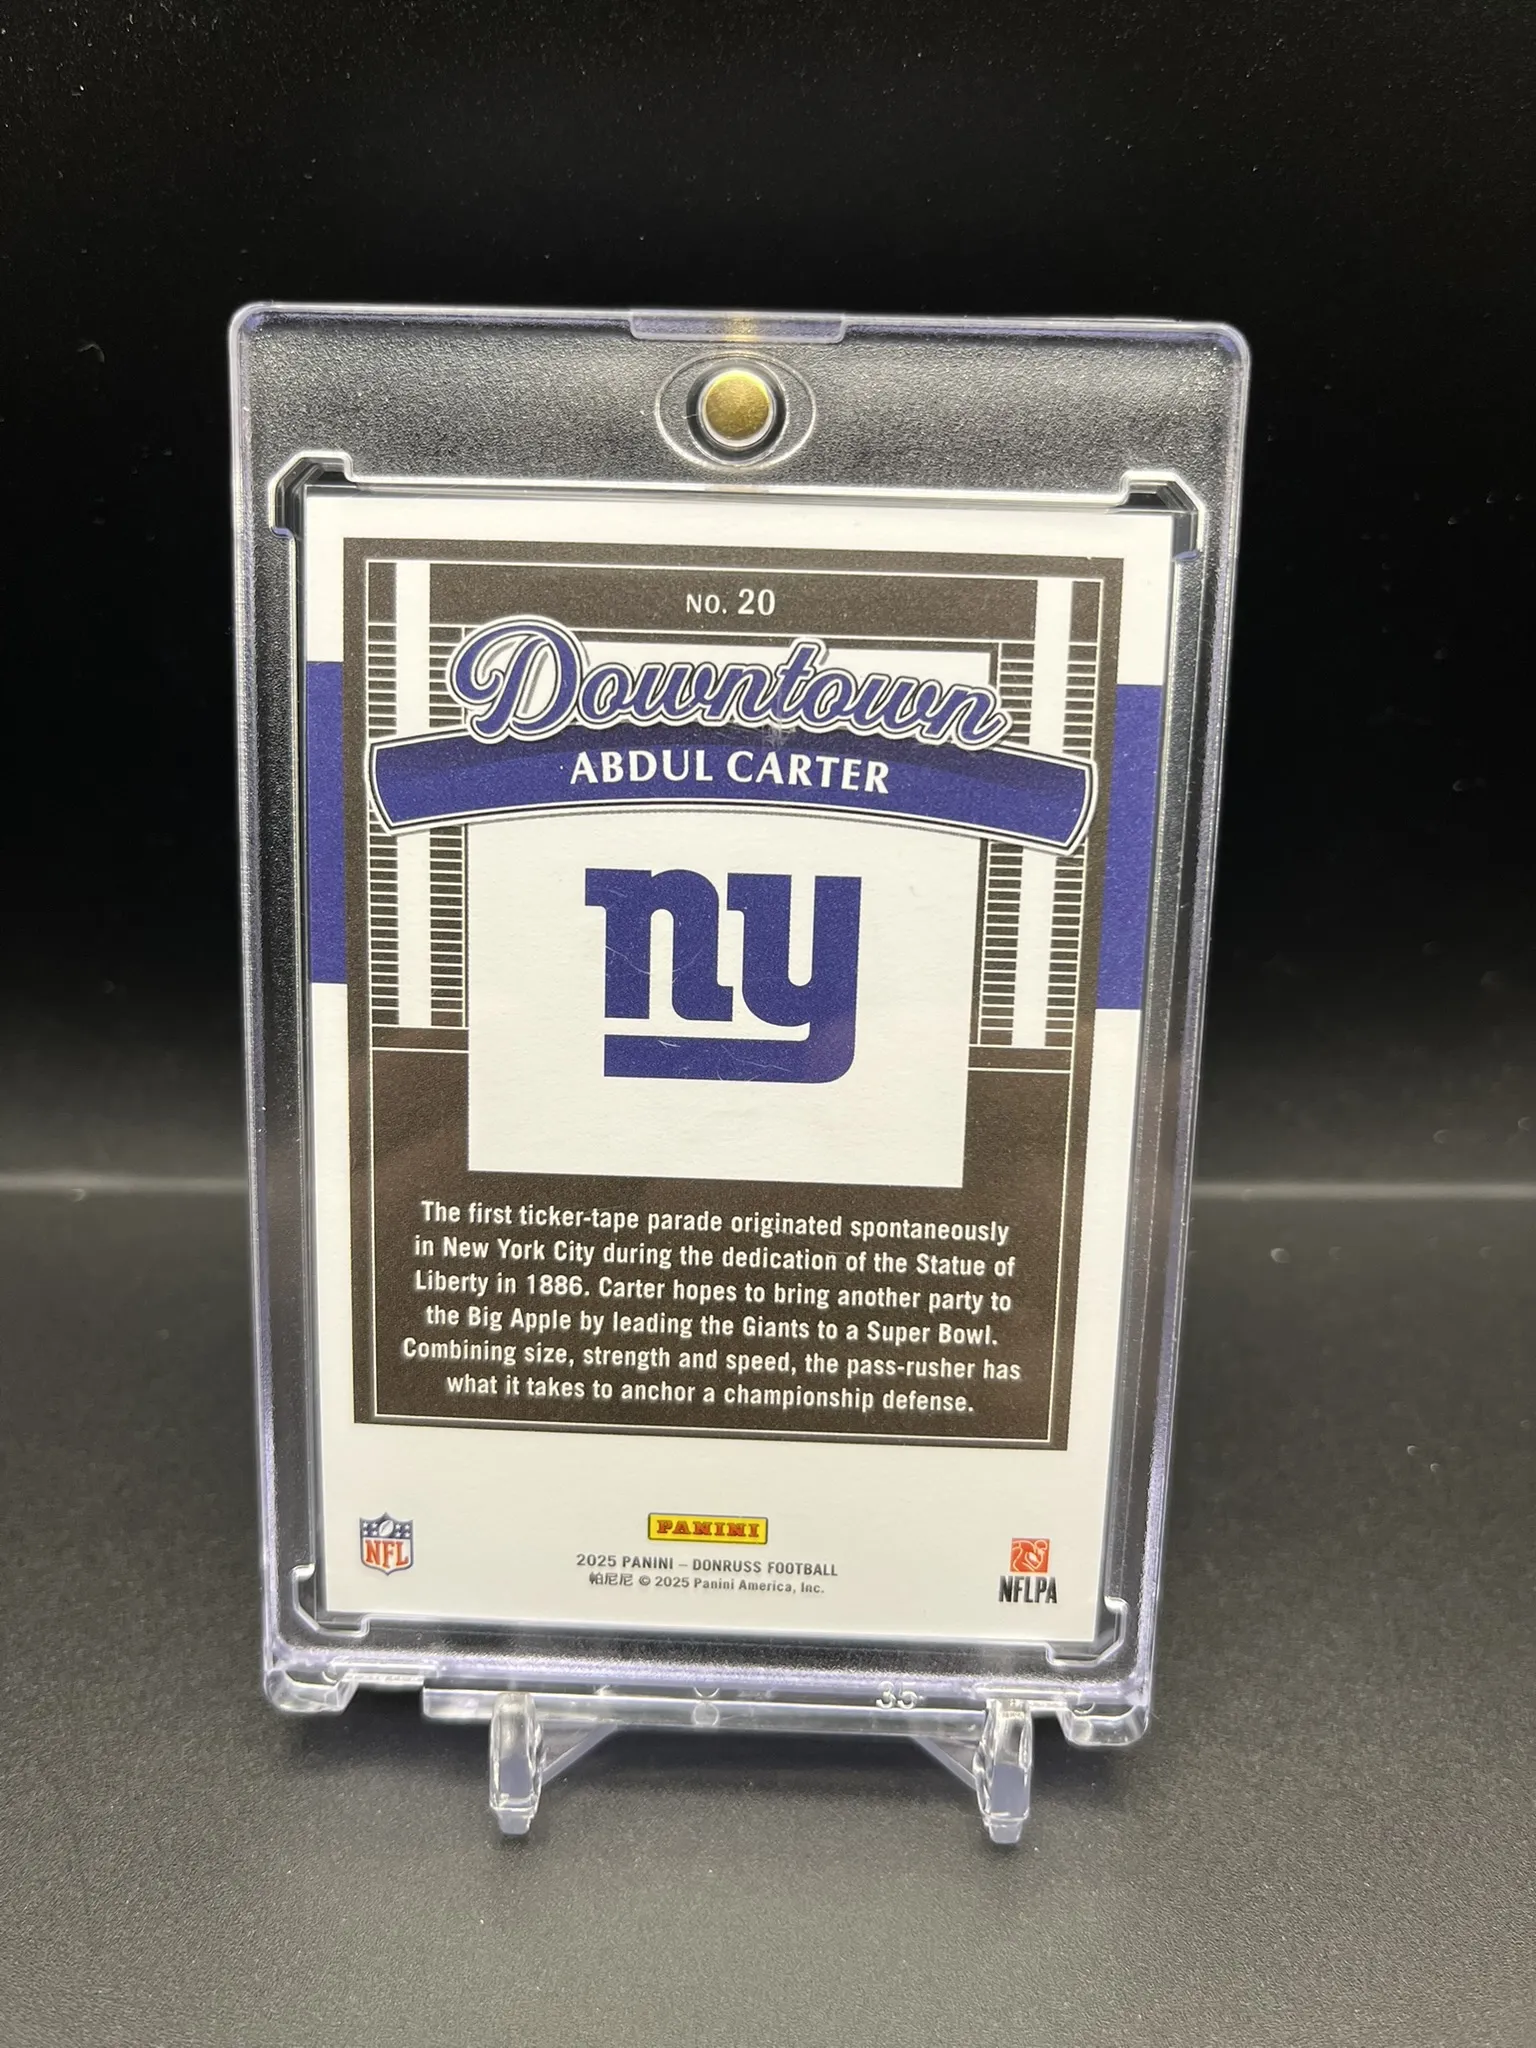 NO. 20
Downtown
ABDUL CARTER
ny
The first ticker-tape parade originated spontaneously
in New York City during the dedication of the Statue of
Liberty in 1886. Carter hopes to bring another party to
the Big Apple by leading the Giants to a Super Bowl.
Combining size, strength and speed, the pass-rusher has
what it takes to anchor a championship defense.
NFL
PANINI
2025 PANINI – DONRUSS FOOTBALL
帕尼尼 © 2025 Panini America, Inc.
NFLPA
35